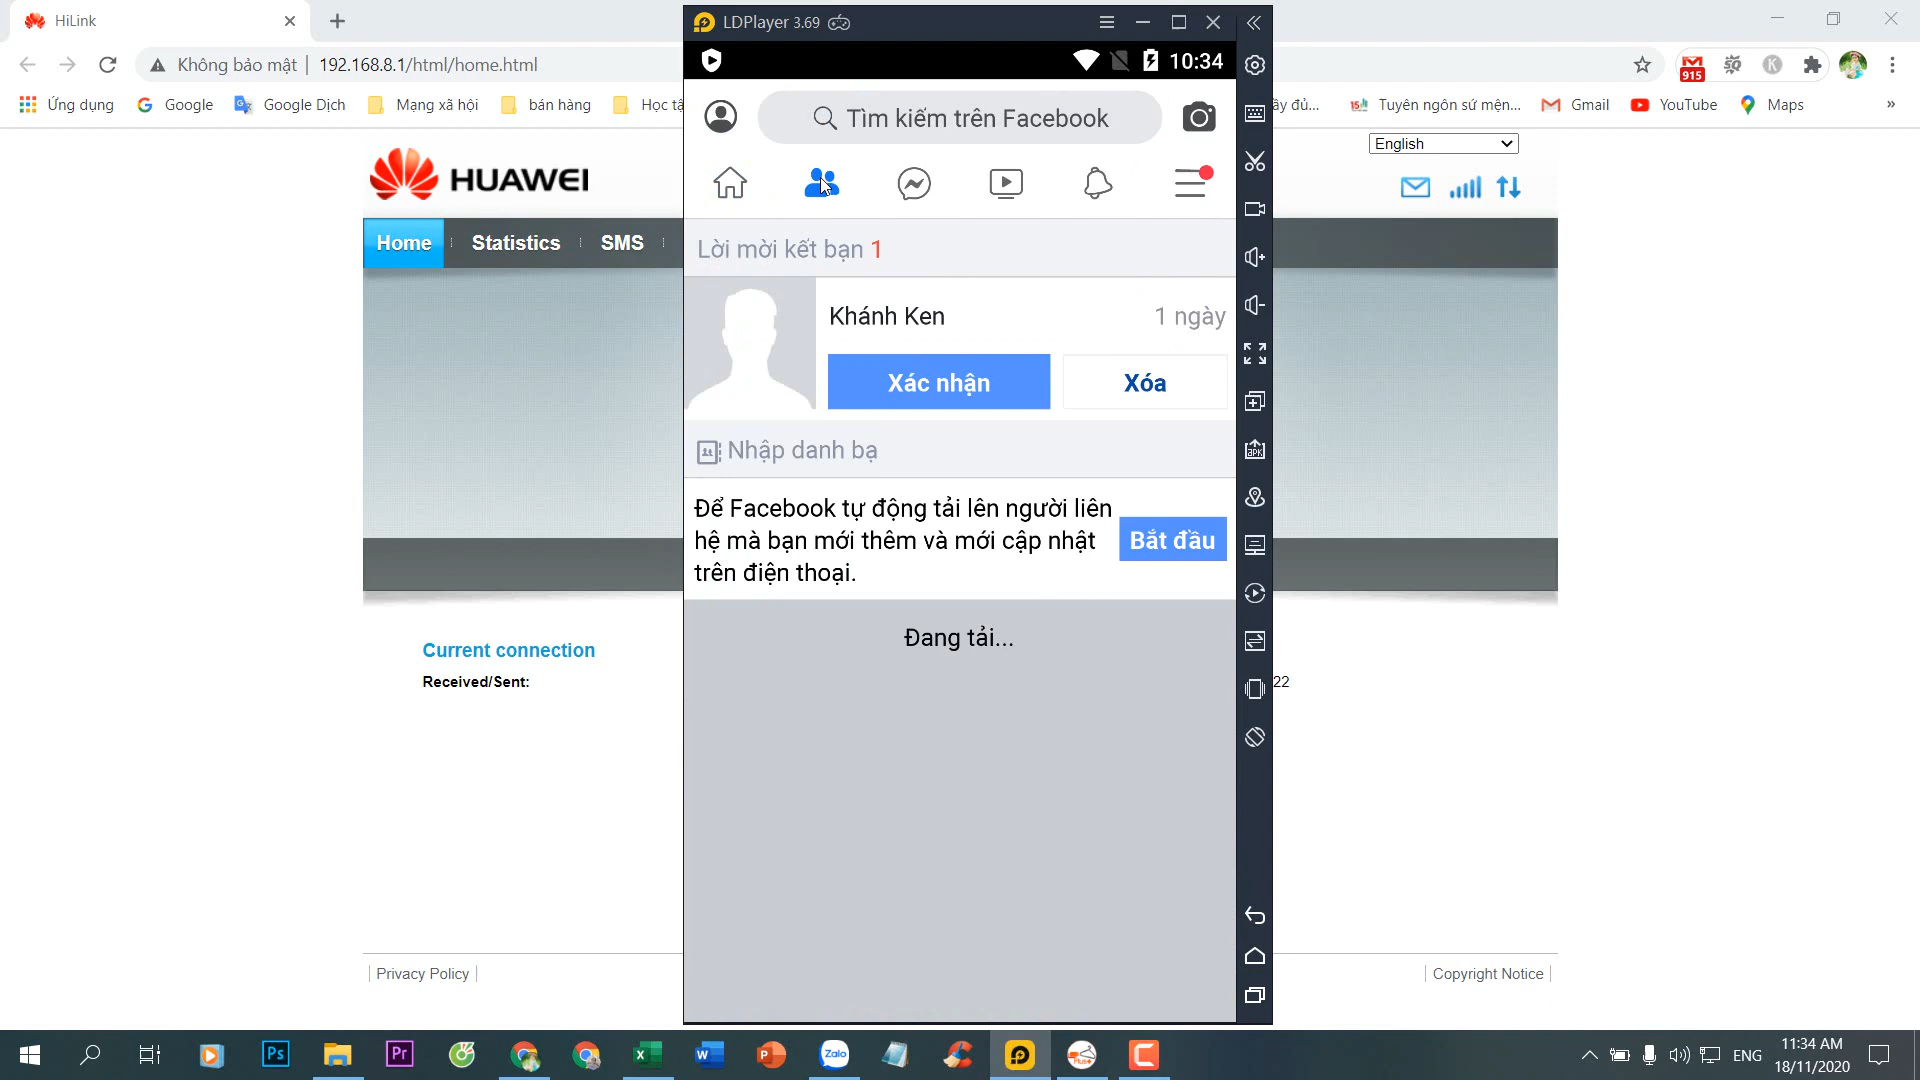 HiLink
LDPlayer 3.69
Không bảo mật
192.168.8.1/html/home.html
10:34
915
Ứng dụng
Google
Google Dịch
Mạng xã hội
bán hàng
Tìm kiếm trên Facebook
Tuyên ngôn sứ mện...
Gmail
YouTube
Maps
»
HUAWEI
English
Home
Statistics
SMS
Lời mời kết bạn 1
Khánh Ken
1 ngày
Xác nhận
Xóa
Nhập danh bạ
Để Facebook tự động tải lên người liên
hệ mà bạn mới thêm và mới cập nhật
trên điện thoại.
Bắt đầu
Đang tải...
Current connection
Received/Sent:
22
Privacy Policy
Copyright Notice
Ps
Pr
Zalo
ENG
11:34 AM
18/11/2020